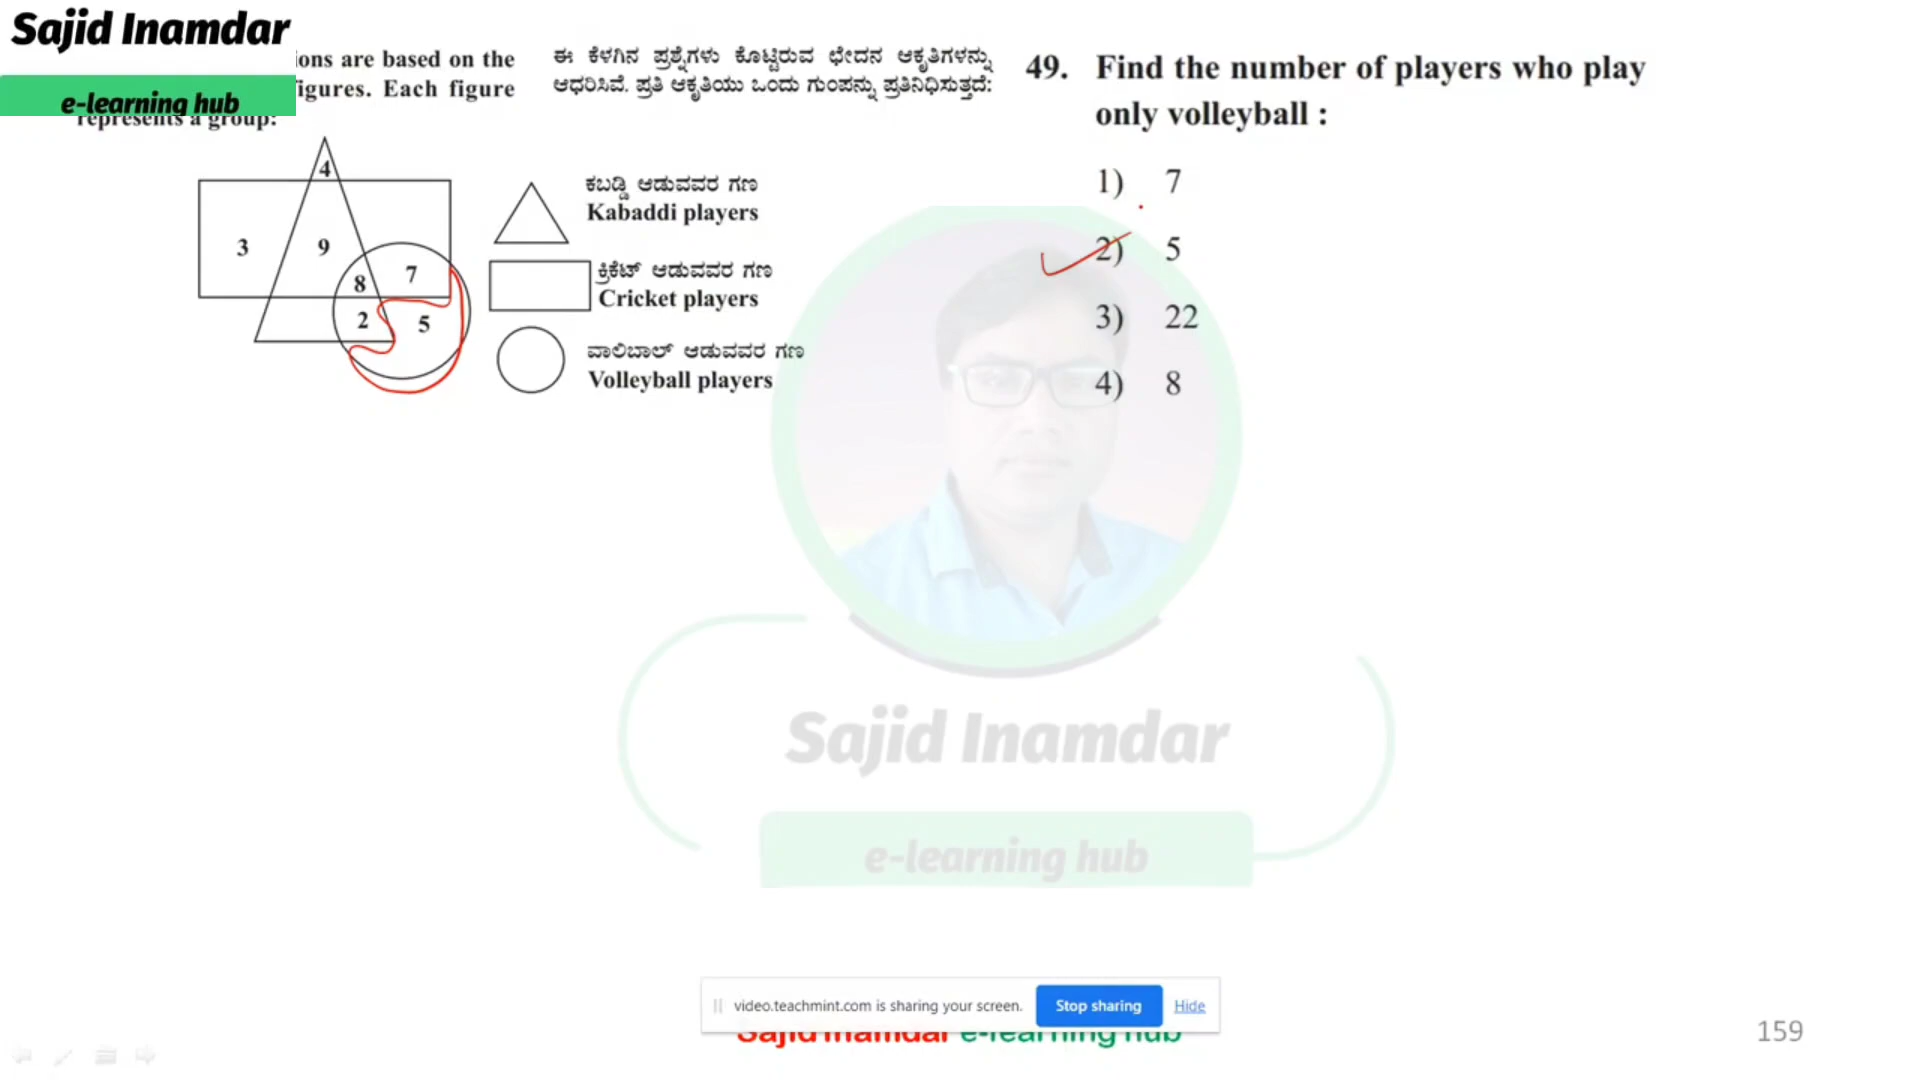 Sajid Inamdar
e-learning hub
ions are based on the
igures. Each figure
represents a group:
ಈ ಕೆಳಗಿನ ಪ್ರಶ್ನೆಗಳು ಕೊಟ್ಟಿರುವ ಛೇದನ ಆಕೃತಿಗಳನ್ನು
ಆಧರಿಸಿವೆ. ಪ್ರತಿ ಆಕೃತಿಯು ಒಂದು ಗುಂಪನ್ನು ಪ್ರತಿನಿಧಿಸುತ್ತದೆ:
4
3 9
8 7
2 5
ಕಬಡ್ಡಿ ಆಡುವವರ ಗಣ
Kabaddi players
ಕ್ರಿಕೆಟ್ ಆಡುವವರ ಗಣ
Cricket players
ವಾಲಿಬಾಲ್ ಆಡುವವರ ಗಣ
Volleyball players
49. Find the number of players who play
only volleyball :
1) 7
2) 5
3) 22
4) 8
Sajid Inamdar
e-learning hub
video.teachmint.com is sharing your screen. Stop sharing Hide
Sajid Inamdar e-learning hub
159